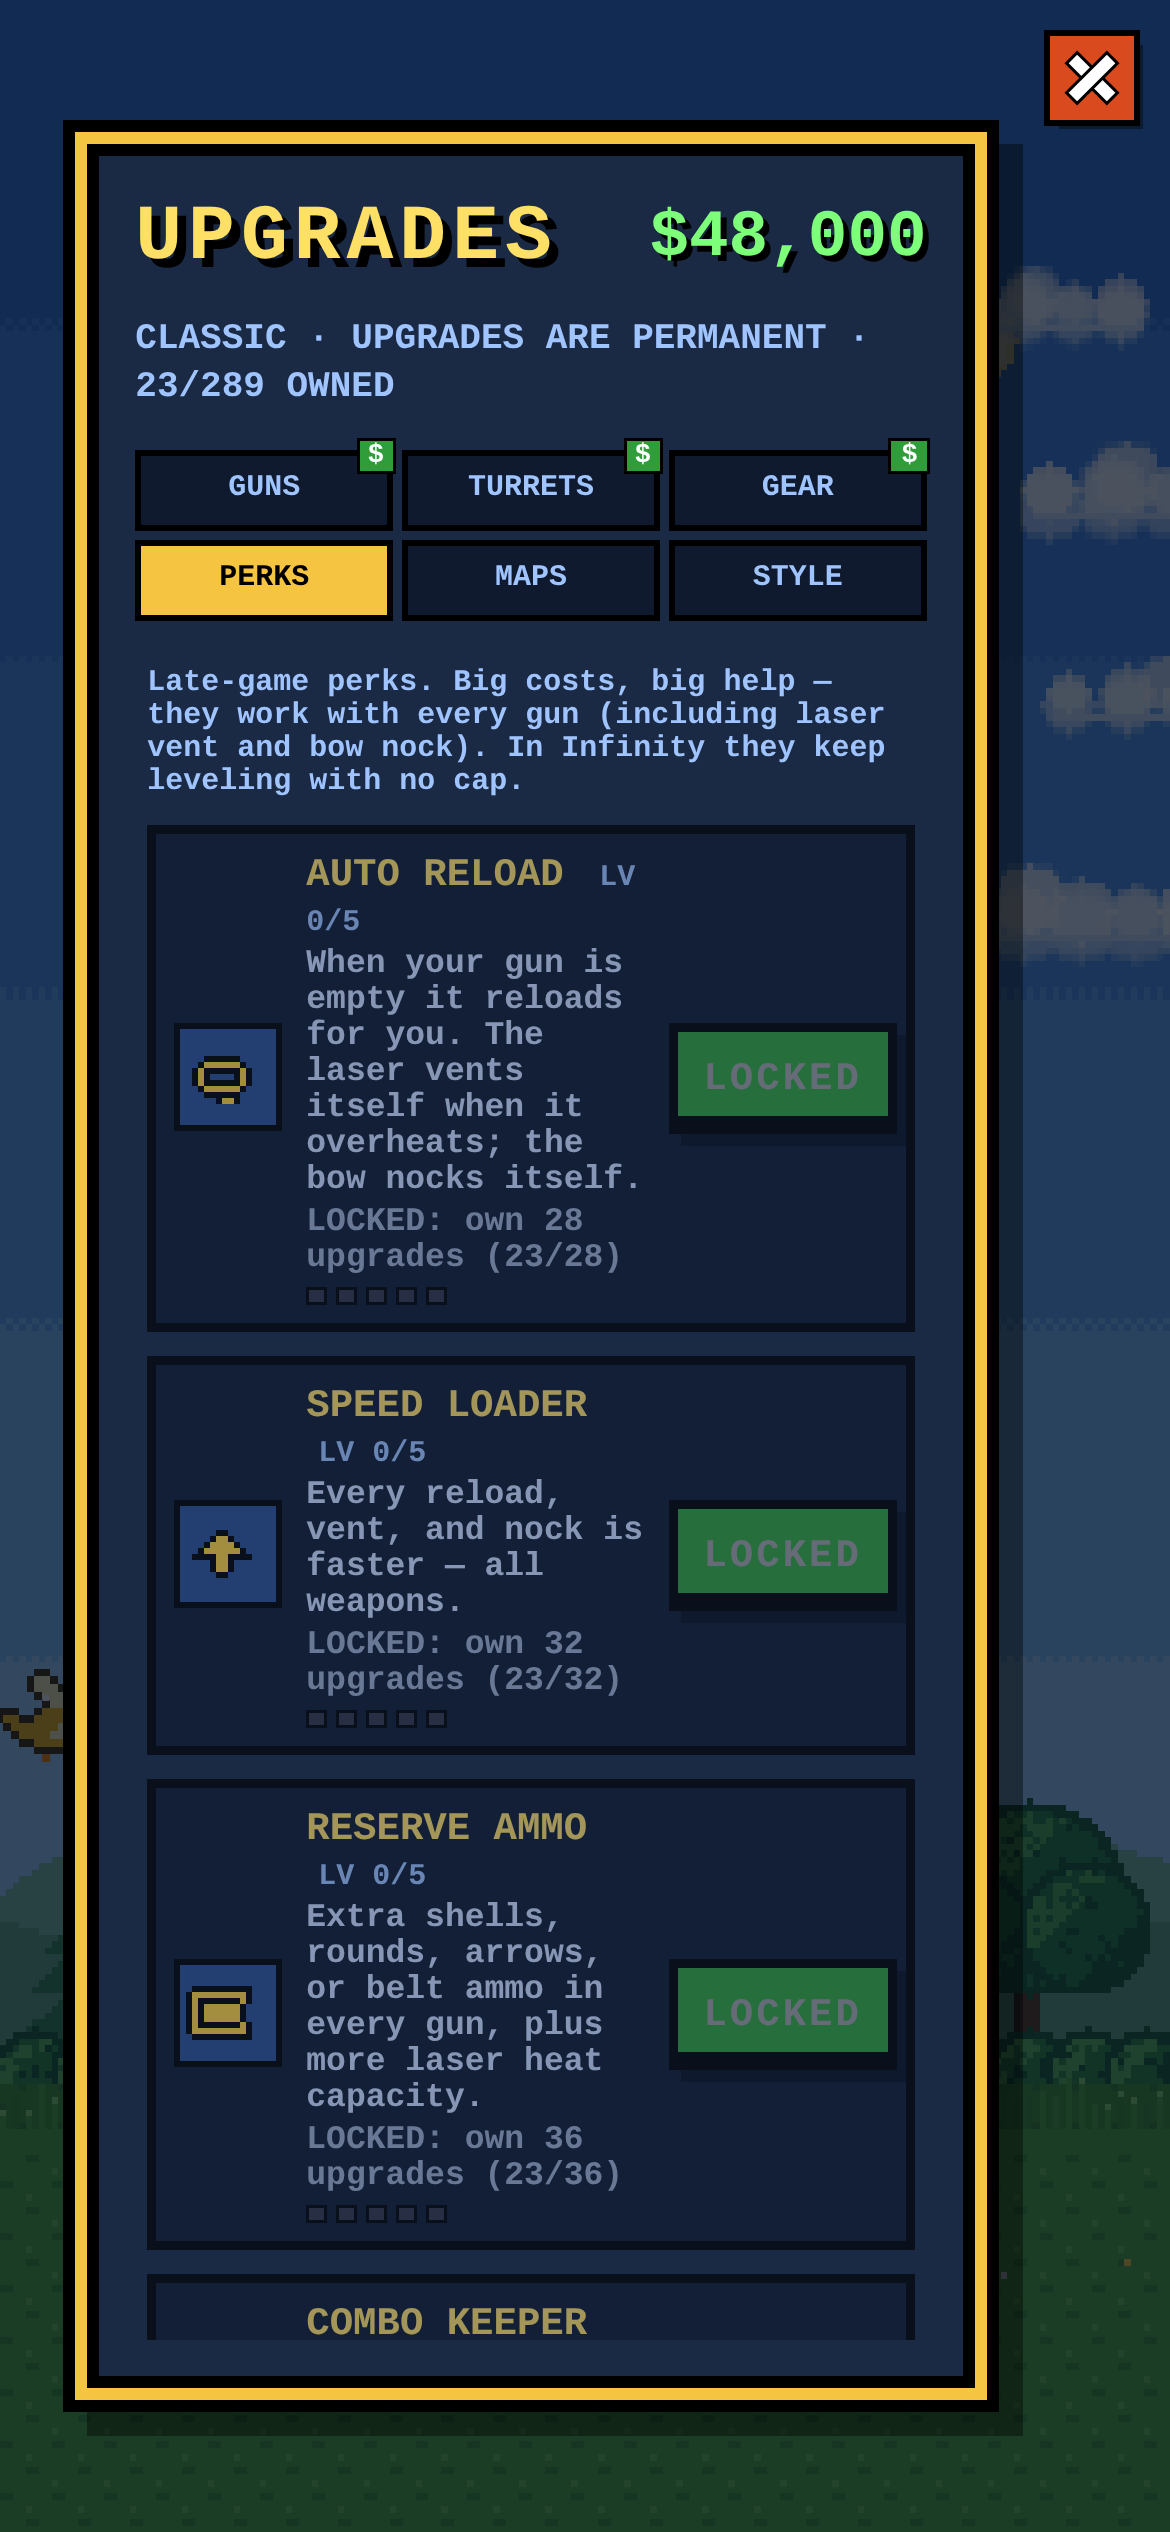 UPGRADES $48,000
CLASSIC · UPGRADES ARE PERMANENT ·
23/289 OWNED
$ $ $
GUNS TURRETS GEAR
PERKS MAPS STYLE
Late-game perks. Big costs, big help —
they work with every gun (including laser
vent and bow nock). In Infinity they keep
leveling with no cap.
AUTO RELOAD LV
0/5
When your gun is
empty it reloads
for you. The
laser vents
itself when it
overheats; the
bow nocks itself.
LOCKED: own 28
upgrades (23/28)
LOCKED
SPEED LOADER
LV 0/5
Every reload,
vent, and nock is
faster — all
weapons.
LOCKED: own 32
upgrades (23/32)
LOCKED
RESERVE AMMO
LV 0/5
Extra shells,
rounds, arrows,
or belt ammo in
every gun, plus
more laser heat
capacity.
LOCKED: own 36
upgrades (23/36)
LOCKED
COMBO KEEPER